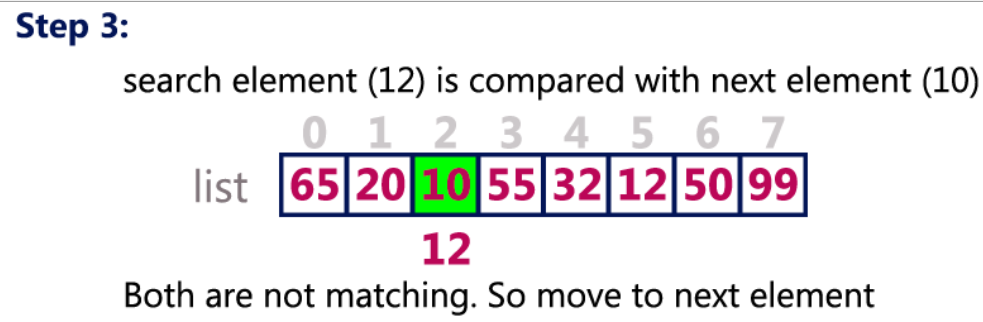 Step 3:
search element (12) is compared with next element (10)
0 1 2 3 4 5 6 7
list 65 20 10 55 32 12 50 99
12
Both are not matching. So move to next element